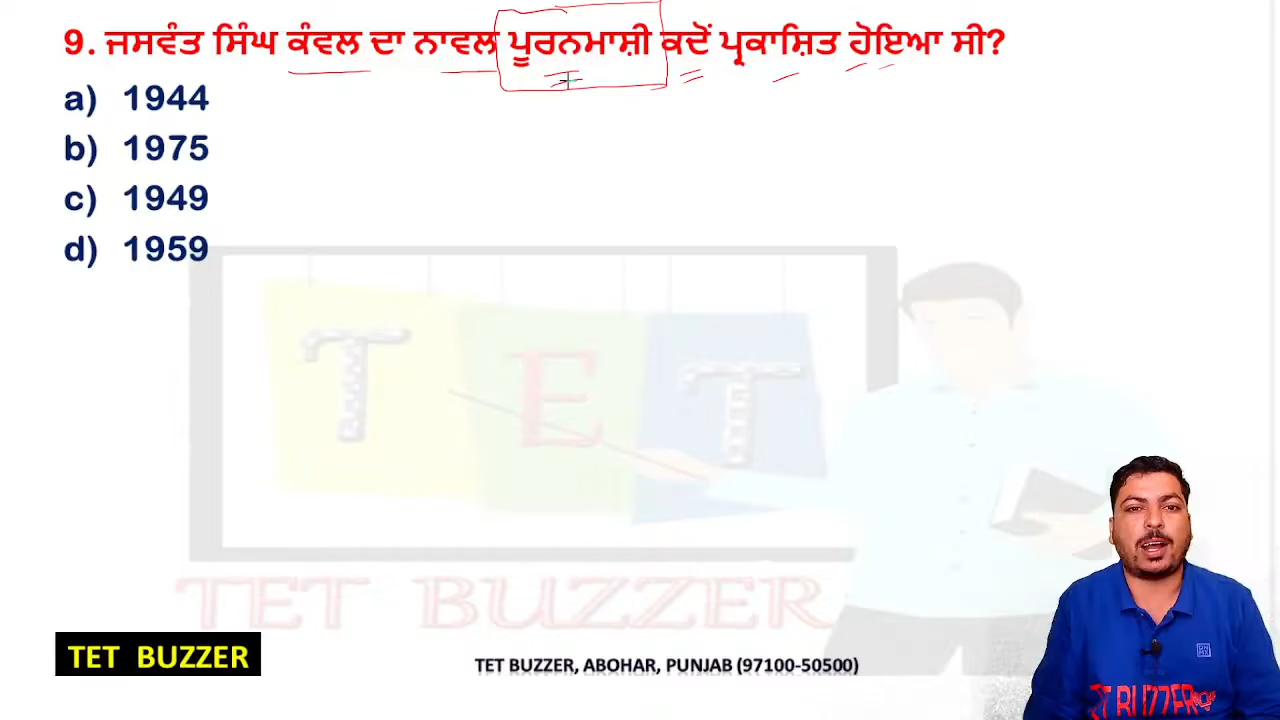 9. ਜਸਵੰਤ ਸਿੰਘ ਕੰਵਲ ਦਾ ਨਾਵਲ ਪੂਰਨਮਾਸ਼ੀ ਕਦੋਂ ਪ੍ਰਕਾਸ਼ਿਤ ਹੋਇਆ ਸੀ?
a) 1944
b) 1975
c) 1949
d) 1959
T E T
TET BUZZER
TET BUZZER
TET BUZZER, ABOHAR, PUNJAB (97100-50500)